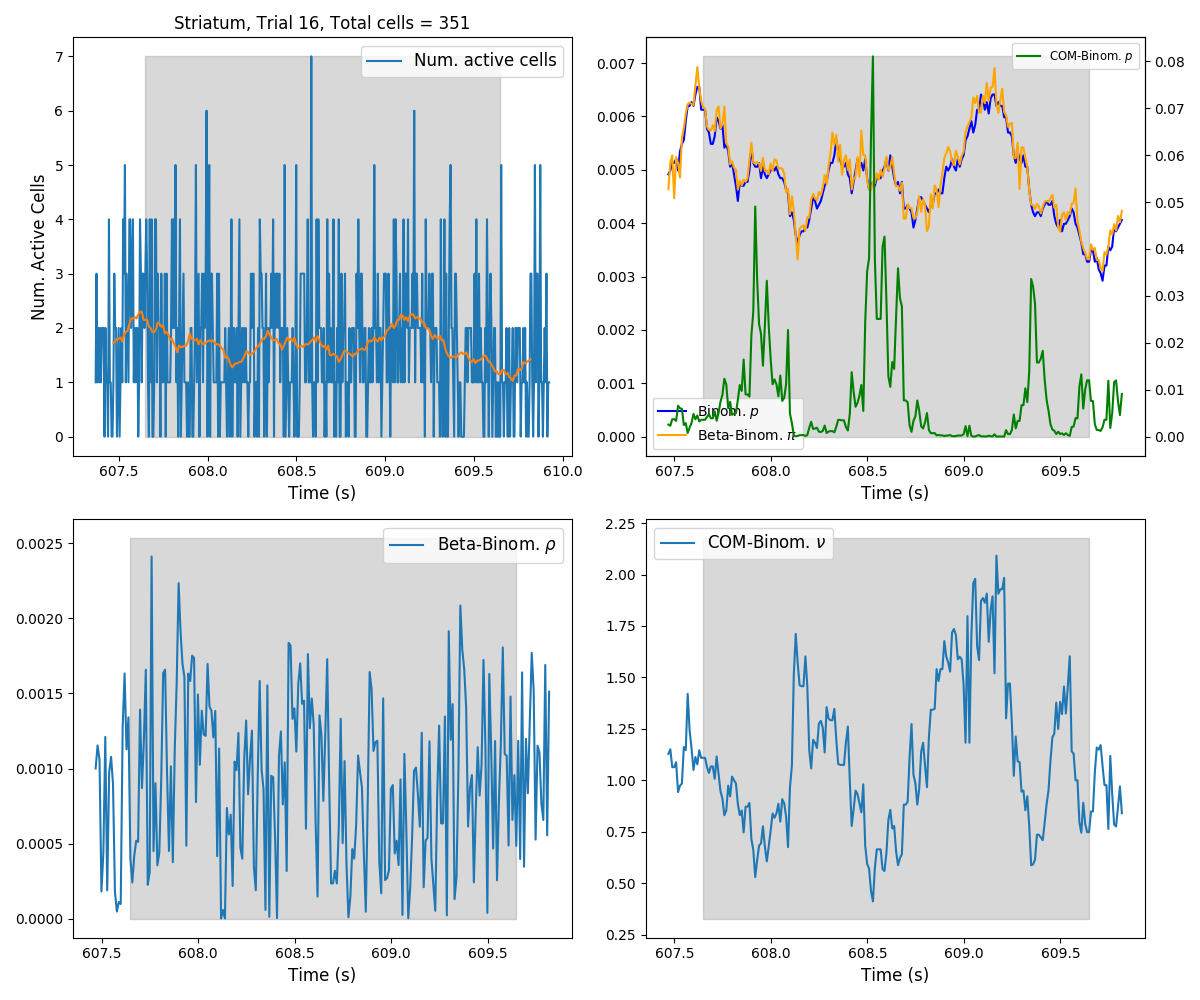 Striatum, Trial 16, Total cells = 351
Num. active cells
7
6
5
4
3
2
1
0
Num. Active Cells
607.5 608.0 608.5 609.0 609.5 610.0
Time (s)
COM-Binom. p
0.007
0.006
0.005
0.004
0.003
0.002
0.001
0.000
0.08
0.07
0.06
0.05
0.04
0.03
0.02
0.01
0.00
Binom. p
Beta-Binom. π
607.5 608.0 608.5 609.0 609.5
Time (s)
Beta-Binom. ρ
0.0025
0.0020
0.0015
0.0010
0.0005
0.0000
607.5 608.0 608.5 609.0 609.5
Time (s)
COM-Binom. ν
2.25
2.00
1.75
1.50
1.25
1.00
0.75
0.50
0.25
607.5 608.0 608.5 609.0 609.5
Time (s)